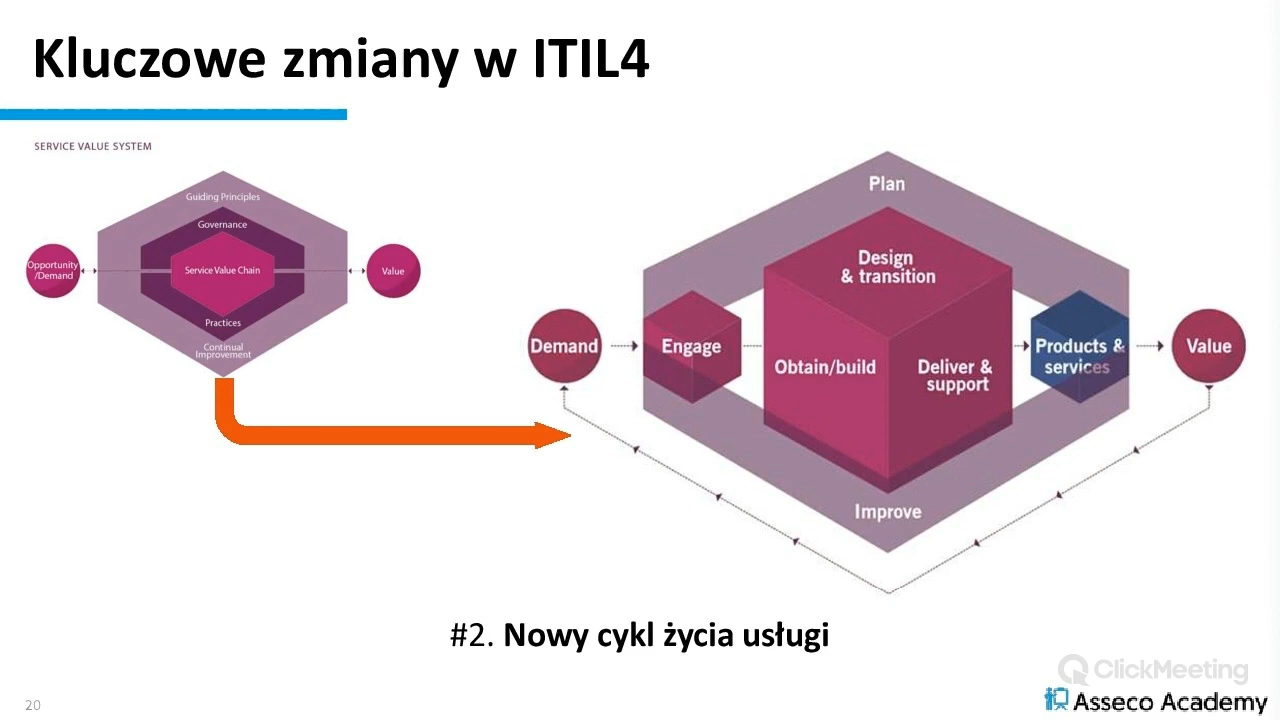 Kluczowe zmiany w ITIL4
SERVICE VALUE SYSTEM
Guiding Principles
Governance
Opportunity
/Demand
Service Value Chain
Value
Practices
Continual
Improvement
Plan
Design
& transition
Demand
Engage
Obtain/build
Deliver &
support
Products &
services
Value
Improve
#2. Nowy cykl życia usługi
ClickMeeting
Asseco Academy
20